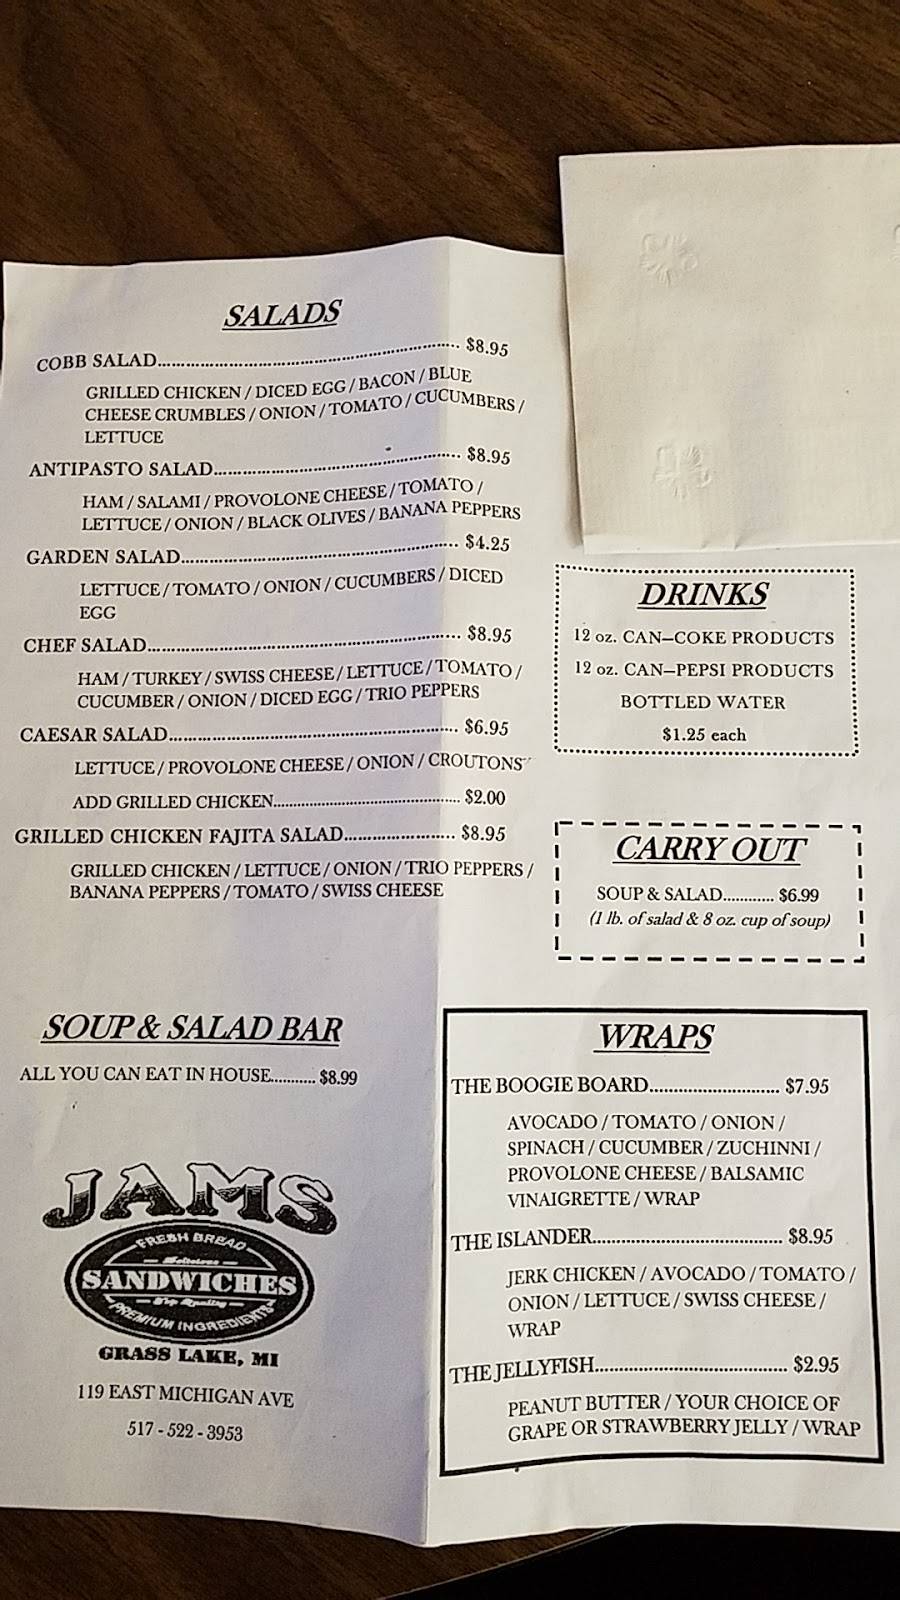 SALADS
COBB SALAD................................................................ $8.95
GRILLED CHICKEN / DICED EGG / BACON / BLUE
CHEESE CRUMBLES / ONION / TOMATO / CUCUMBERS /
LETTUCE
ANTIPASTO SALAD..................................................... $8.95
HAM / SALAMI / PROVOLONE CHEESE / TOMATO /
LETTUCE / ONION / BLACK OLIVES / BANANA PEPPERS
GARDEN SALAD............................................................ $4.25
LETTUCE / TOMATO / ONION / CUCUMBERS / DICED
EGG
CHEF SALAD................................................................... $8.95
HAM / TURKEY / SWISS CHEESE / LETTUCE / TOMATO /
CUCUMBER / ONION / DICED EGG / TRIO PEPPERS
CAESAR SALAD............................................................... $6.95
LETTUCE / PROVOLONE CHEESE / ONION / CROUTONS
ADD GRILLED CHICKEN............................................. $2.00
GRILLED CHICKEN FAJITA SALAD........................ $8.95
GRILLED CHICKEN / LETTUCE / ONION / TRIO PEPPERS /
BANANA PEPPERS / TOMATO / SWISS CHEESE
SOUP & SALAD BAR
ALL YOU CAN EAT IN HOUSE........... $8.99
JAMS
FRESH BREAD
Delicious
SANDWICHES
Top Quality
PREMIUM INGREDIENTS
GRASS LAKE, MI
119 EAST MICHIGAN AVE
517 - 522 - 3953
DRINKS
12 oz. CAN—COKE PRODUCTS
12 oz. CAN—PEPSI PRODUCTS
BOTTLED WATER
$1.25 each
CARRY OUT
SOUP & SALAD............ $6.99
(1 lb. of salad & 8 oz. cup of soup)
WRAPS
THE BOOGIE BOARD............................ $7.95
AVOCADO / TOMATO / ONION /
SPINACH / CUCUMBER / ZUCHINNI /
PROVOLONE CHEESE / BALSAMIC
VINAIGRETTE / WRAP
THE ISLANDER......................................... $8.95
JERK CHICKEN / AVOCADO / TOMATO /
ONION / LETTUCE / SWISS CHEESE /
WRAP
THE JELLYFISH......................................... $2.95
PEANUT BUTTER / YOUR CHOICE OF
GRAPE OR STRAWBERRY JELLY / WRAP